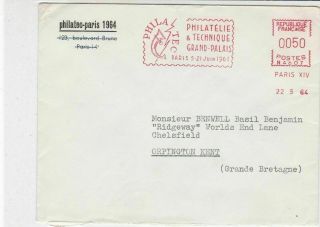 philatec-paris 1964
123, boulevard Brune
Paris-14°
PHILATEC
PHILATÉLIE
& TECHNIQUE
GRAND-PALAIS
PARIS 5-21 Juin 1964
REPUBLIQUE
FRANCAISE
0050
POSTES
PARIS XIV
22 5 64
Monsieur BENWELL Basil Benjamin
"Ridgeway" Worlds End Lane
Chelsfield
ORPINGTON KENT
(Grande Bretagne)